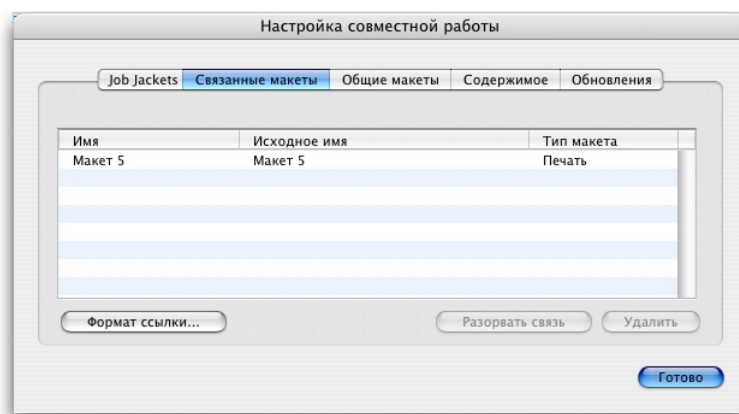 Настройка совместной работы
Job Jackets Связанные макеты Общие макеты Содержимое Обновления
Имя Исходное имя Тип макета
Макет 5 Макет 5 Печать
Формат ссылки... Разорвать связь Удалить
Готово